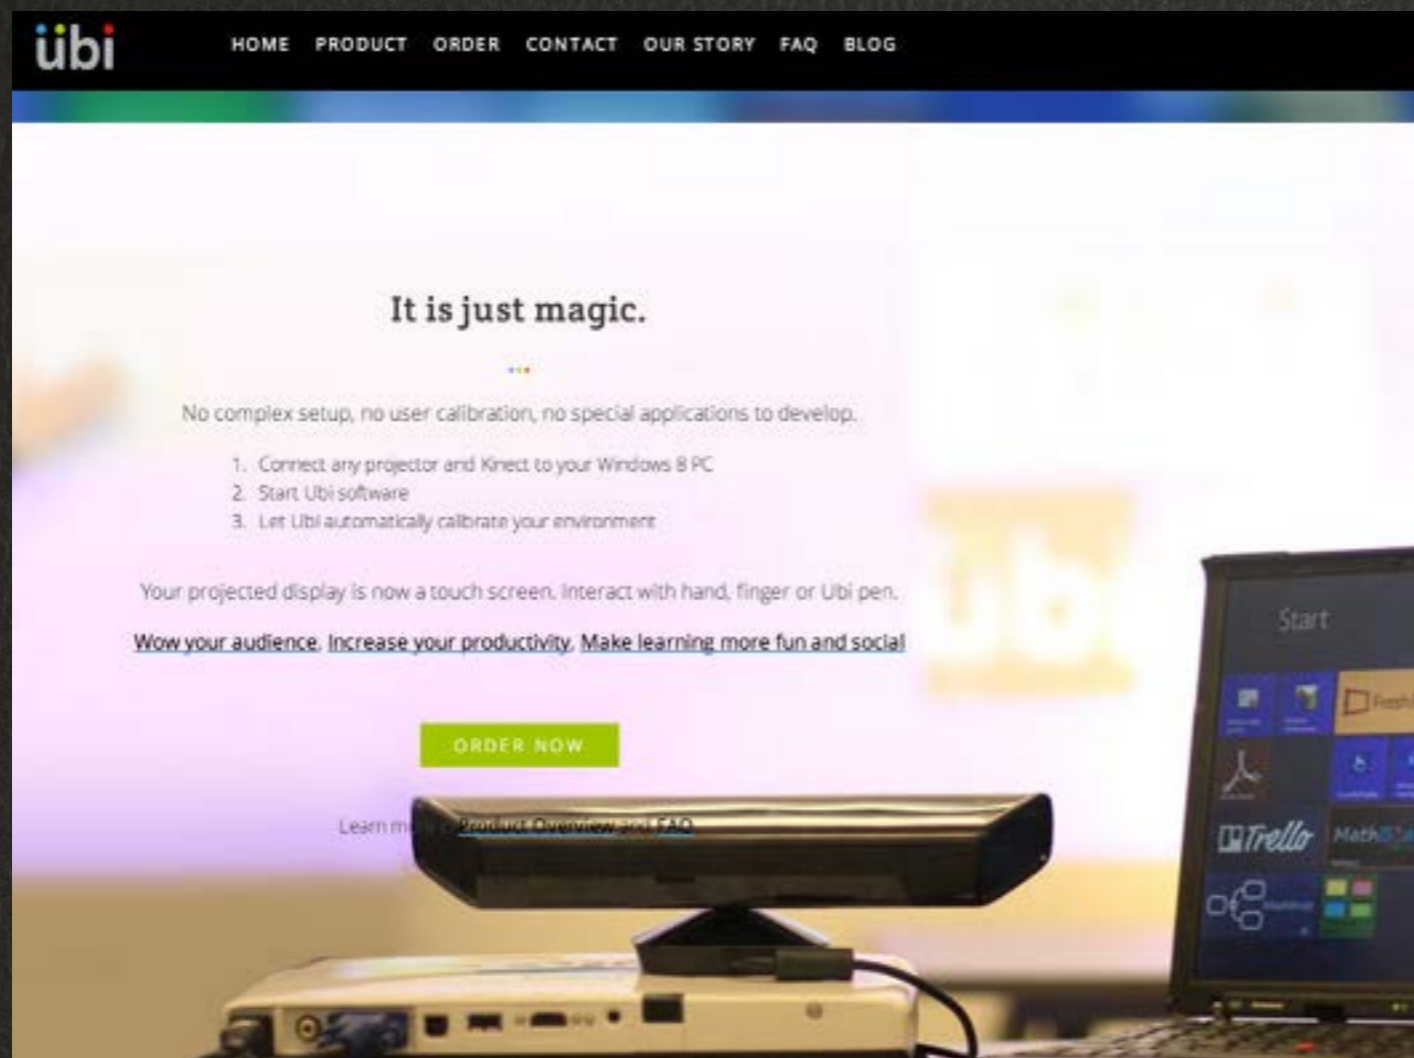 übi
HOME PRODUCT ORDER CONTACT OUR STORY FAQ BLOG
It is just magic.
No complex setup, no user calibration, no special applications to develop.
1. Connect any projector and Kinect to your Windows 8 PC
2. Start Ubi software
3. Let Ubi automatically calibrate your environment
Your projected display is now a touch screen. Interact with hand, finger or Ubi pen.
Wow your audience. Increase your productivity. Make learning more fun and social
übi
Start
Fresh
ORDER NOW
Learn m Product Overview and FAQ
Trello
Math